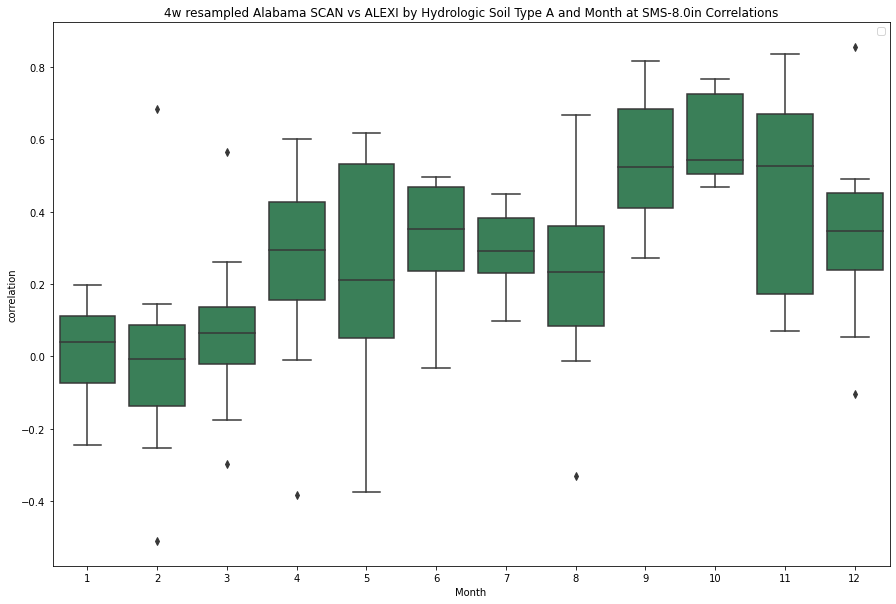 4w resampled Alabama SCAN vs ALEXI by Hydrologic Soil Type A and Month at SMS-8.0in Correlations
correlation
0.8
0.6
0.4
0.2
0.0
−0.2
−0.4
1 2 3 4 5 6 7 8 9 10 11 12
Month